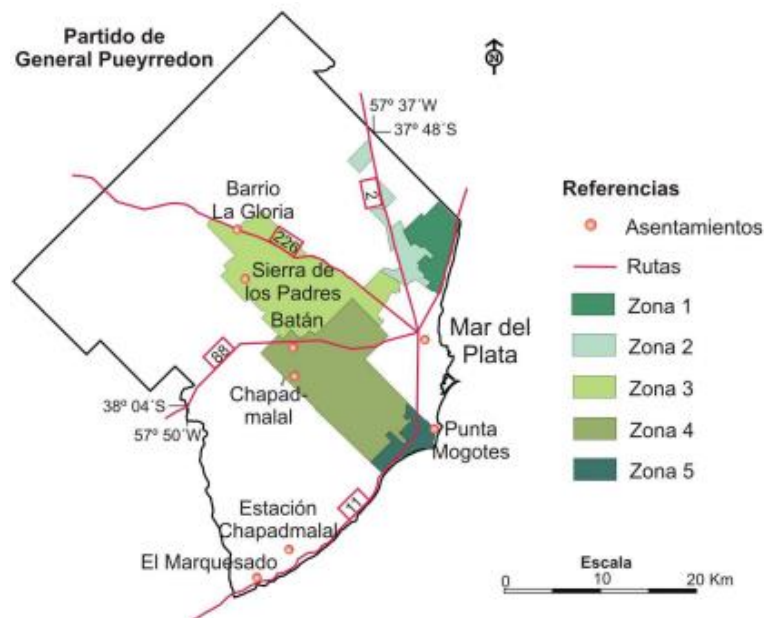 Partido de
General Pueyrredon
N
57º 37´W
37º 48´S
2
Barrio
La Gloria
226
Sierra de
los Padres
Batán
88
Mar del
Plata
Chapad-
malal
38º 04´S
57º 50´W
Punta
Mogotes
Estación
Chapadmalal
11
El Marquesado
Referencias
Asentamientos
Rutas
Zona 1
Zona 2
Zona 3
Zona 4
Zona 5
Escala
0 10 20 Km